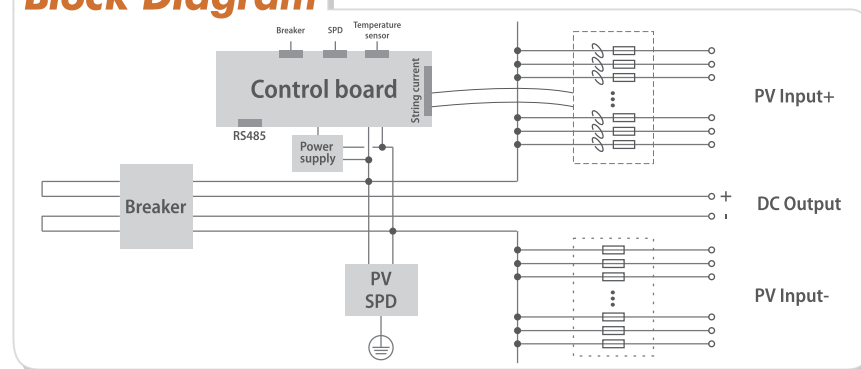 Block Diagram
Breaker
SPD
Temperature
sensor
Control board
String current
RS485
Power
supply
PV Input+
Breaker
+
-
DC Output
PV
SPD
PV Input-